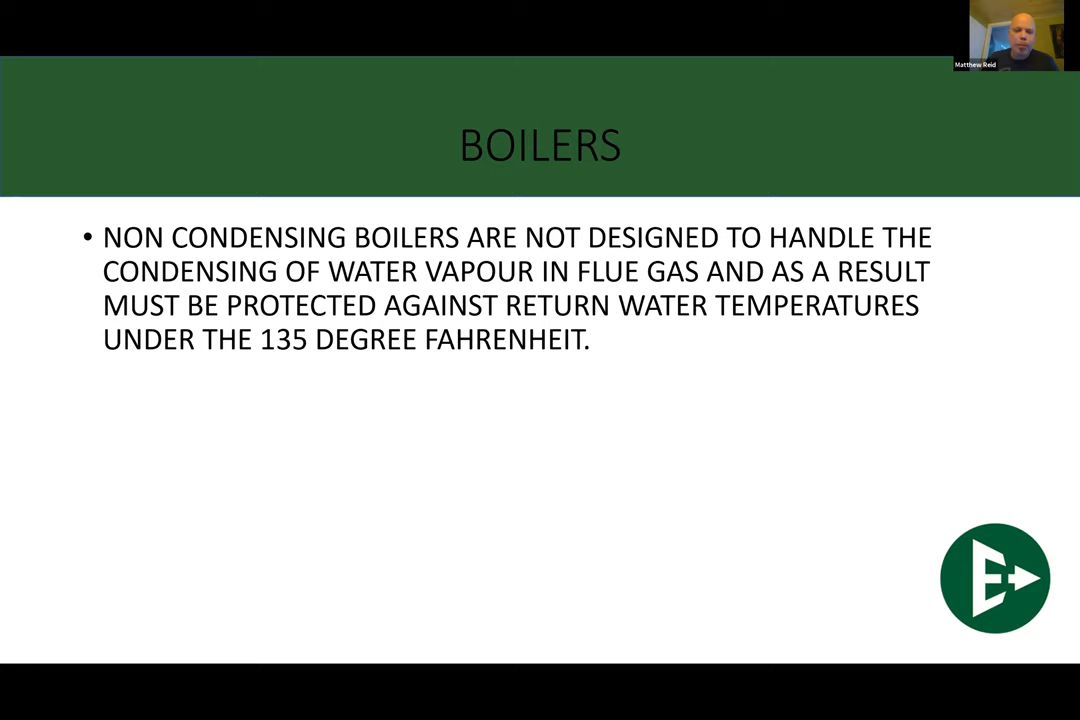 Matthew Reid
BOILERS
• NON CONDENSING BOILERS ARE NOT DESIGNED TO HANDLE THE
CONDENSING OF WATER VAPOUR IN FLUE GAS AND AS A RESULT
MUST BE PROTECTED AGAINST RETURN WATER TEMPERATURES
UNDER THE 135 DEGREE FAHRENHEIT.
E